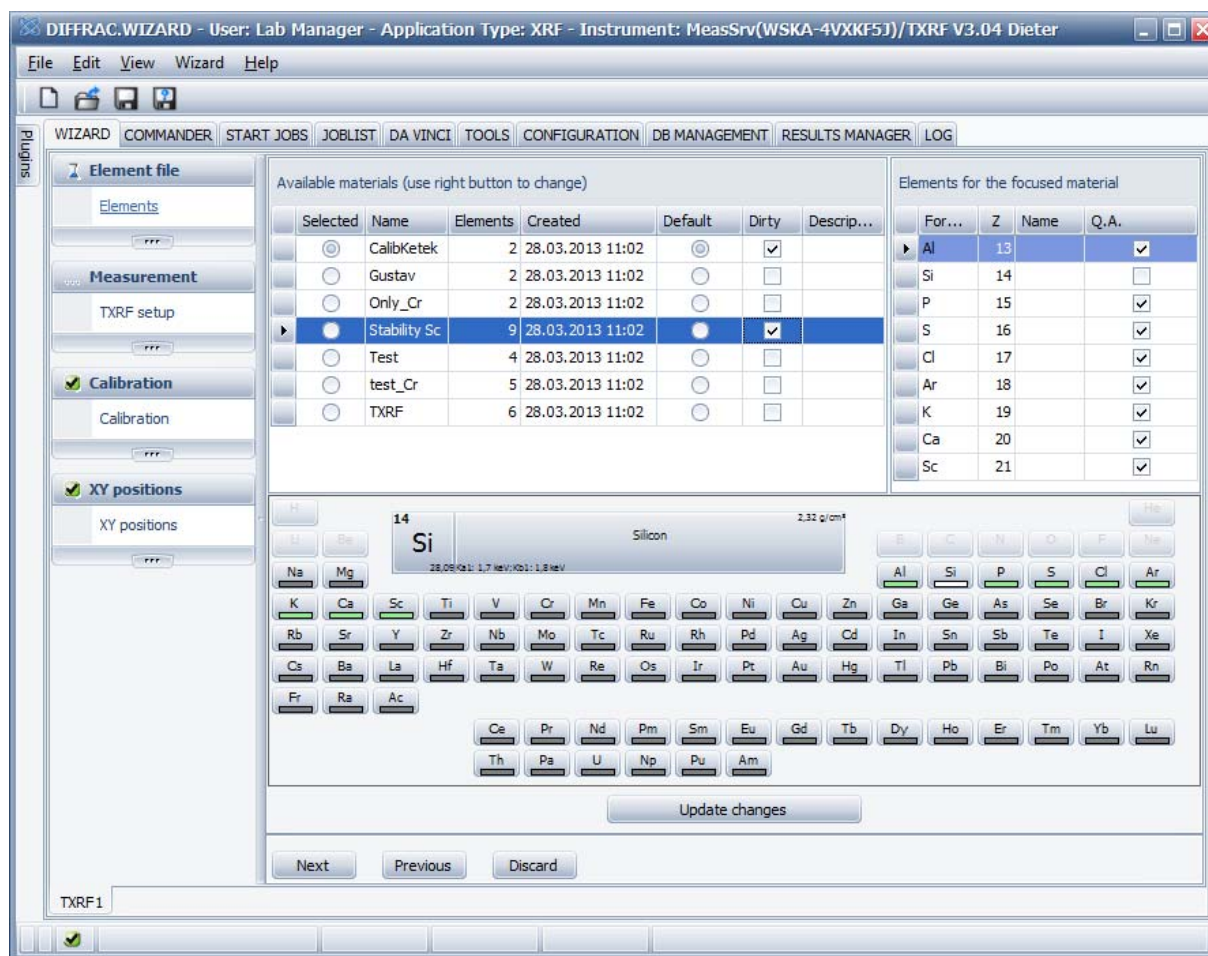 DIFFRAC.WIZARD - User: Lab Manager - Application Type: XRF - Instrument: MeasSrv(WSKA-4VXKF5J)/TXRF V3.04 Dieter
File Edit View Wizard Help
Plugins
WIZARD COMMANDER START JOBS JOBLIST DA VINCI TOOLS CONFIGURATION DB MANAGEMENT RESULTS MANAGER LOG
Element file
Elements
Measurement
TXRF setup
Calibration
Calibration
XY positions
XY positions
Available materials (use right button to change)
Selected Name Elements Created Default Dirty Descrip...
CalibKetek 2 28.03.2013 11:02
Gustav 2 28.03.2013 11:02
Only_Cr 2 28.03.2013 11:02
Stability Sc 9 28.03.2013 11:02
Test 4 28.03.2013 11:02
test_Cr 5 28.03.2013 11:02
TXRF 6 28.03.2013 11:02
Elements for the focused material
For... Z Name Q.A.
Al 13
Si 14
P 15
S 16
Cl 17
Ar 18
K 19
Ca 20
Sc 21
H He
14 2,32 g/cm³
Si Silicon
28,09 Ka1: 1,7 keV; Kb1: 1,8 keV
Li Be B C N O F Ne
Na Mg Al Si P S Cl Ar
K Ca Sc Ti V Cr Mn Fe Co Ni Cu Zn Ga Ge As Se Br Kr
Rb Sr Y Zr Nb Mo Tc Ru Rh Pd Ag Cd In Sn Sb Te I Xe
Cs Ba La Hf Ta W Re Os Ir Pt Au Hg Tl Pb Bi Po At Rn
Fr Ra Ac
Ce Pr Nd Pm Sm Eu Gd Tb Dy Ho Er Tm Yb Lu
Th Pa U Np Pu Am
Update changes
Next Previous Discard
TXRF1